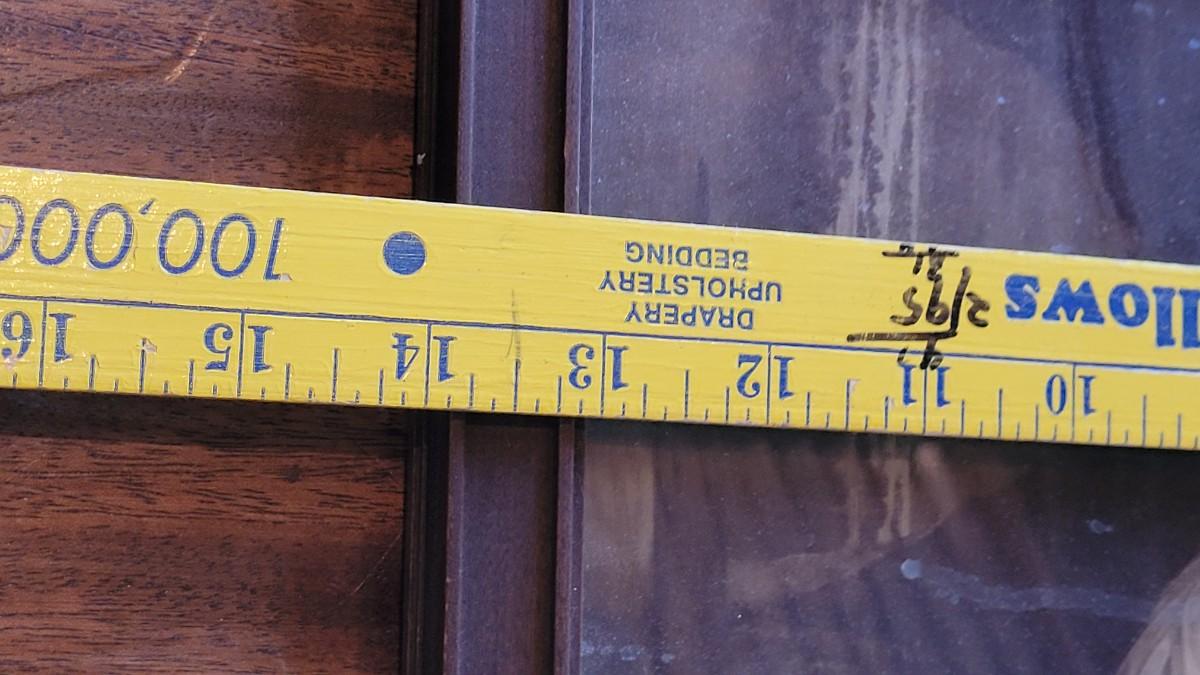 10 11 12 13 14 15 16
llows
DRAPERY
UPHOLSTERY
BEDDING
100,000